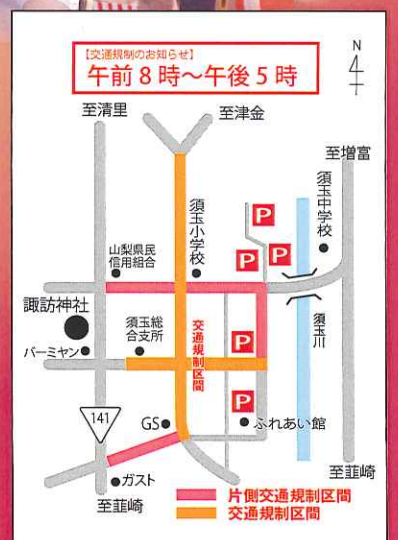 【交通規制のお知らせ】
午前8時～午後5時
N
至清里
至津金
至増富
須玉小学校
須玉中学校
P
P
P
山梨県民
信用組合
諏訪神社
須玉総
合支所
バーミヤン
交通規制区間
P
須玉川
P
141
GS
ふれあい館
ガスト
至韮崎
至韮崎
片側交通規制区間
交通規制区間